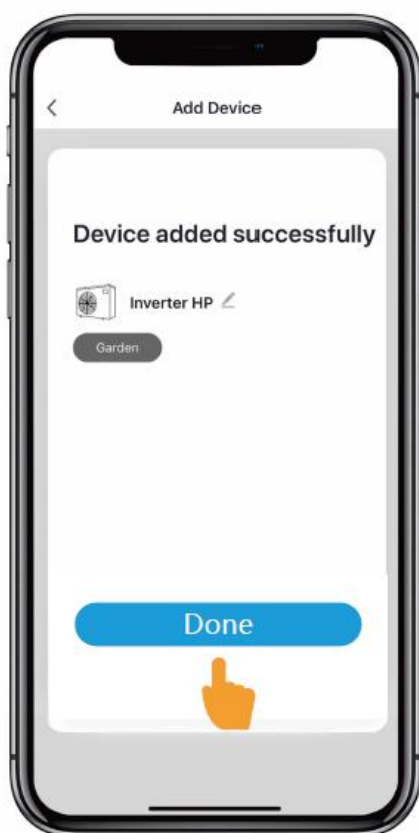 Add Device
Device added successfully
Inverter HP
Garden
Done